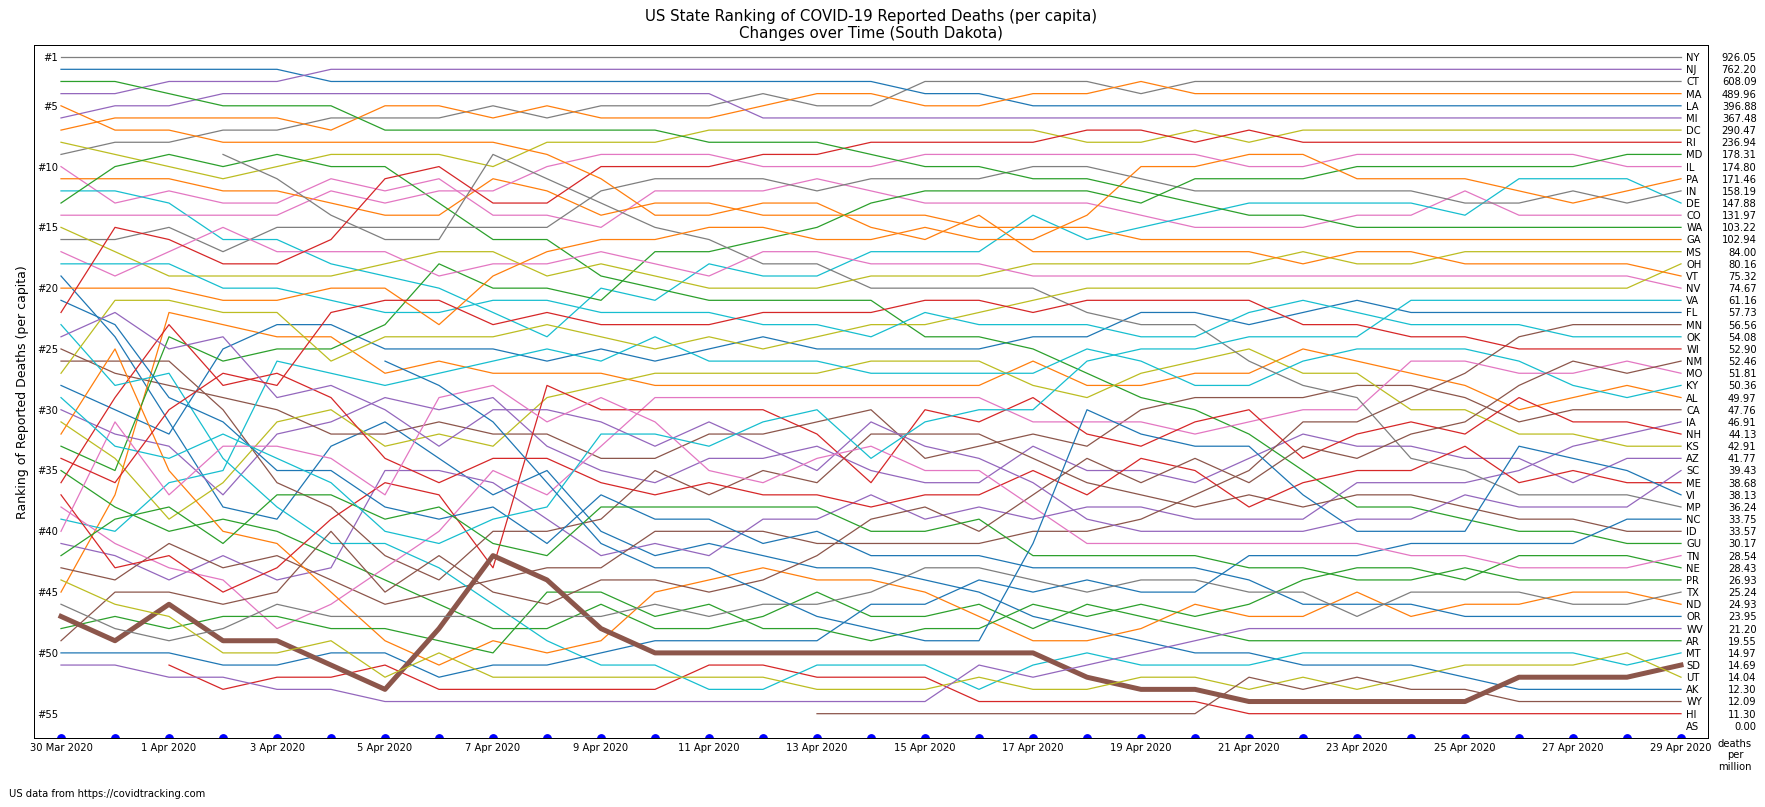 US State Ranking of COVID-19 Reported Deaths (per capita)
Changes over Time (South Dakota)
Ranking of Reported Deaths (per capita)
#1
#5
#10
#15
#20
#25
#30
#35
#40
#45
#50
#55
NY 926.05
NJ 762.20
CT 608.09
MA 489.96
LA 396.88
MI 367.48
DC 290.47
RI 236.94
MD 178.31
IL 174.80
PA 171.46
IN 158.19
DE 147.88
CO 131.97
WA 103.22
GA 102.94
MS 84.00
OH 80.16
VT 75.32
NV 74.67
VA 61.16
FL 57.73
MN 56.56
OK 54.08
WI 52.90
NM 52.46
MO 51.81
KY 50.36
AL 49.97
CA 47.76
IA 46.91
NH 44.13
KS 42.91
AZ 41.77
SC 39.43
ME 38.68
VI 38.13
MP 36.24
NC 33.75
ID 33.57
GU 30.17
TN 28.54
NE 28.43
PR 26.93
TX 25.24
ND 24.93
OR 23.95
WV 21.20
AR 19.55
MT 14.97
SD 14.69
UT 14.04
AK 12.30
WY 12.09
HI 11.30
AS 0.00
30 Mar 2020 1 Apr 2020 3 Apr 2020 5 Apr 2020 7 Apr 2020 9 Apr 2020 11 Apr 2020 13 Apr 2020 15 Apr 2020 17 Apr 2020 19 Apr 2020 21 Apr 2020 23 Apr 2020 25 Apr 2020 27 Apr 2020 29 Apr 2020
deaths
per
million
US data from https://covidtracking.com